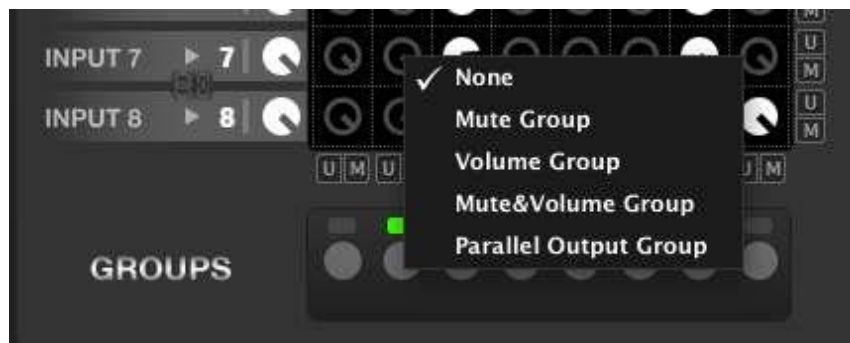 M
INPUT 7 7 U
M
None
INPUT 8 8 U
M
Mute Group
Volume Group
U M U J M
Mute&Volume Group
Parallel Output Group
GROUPS